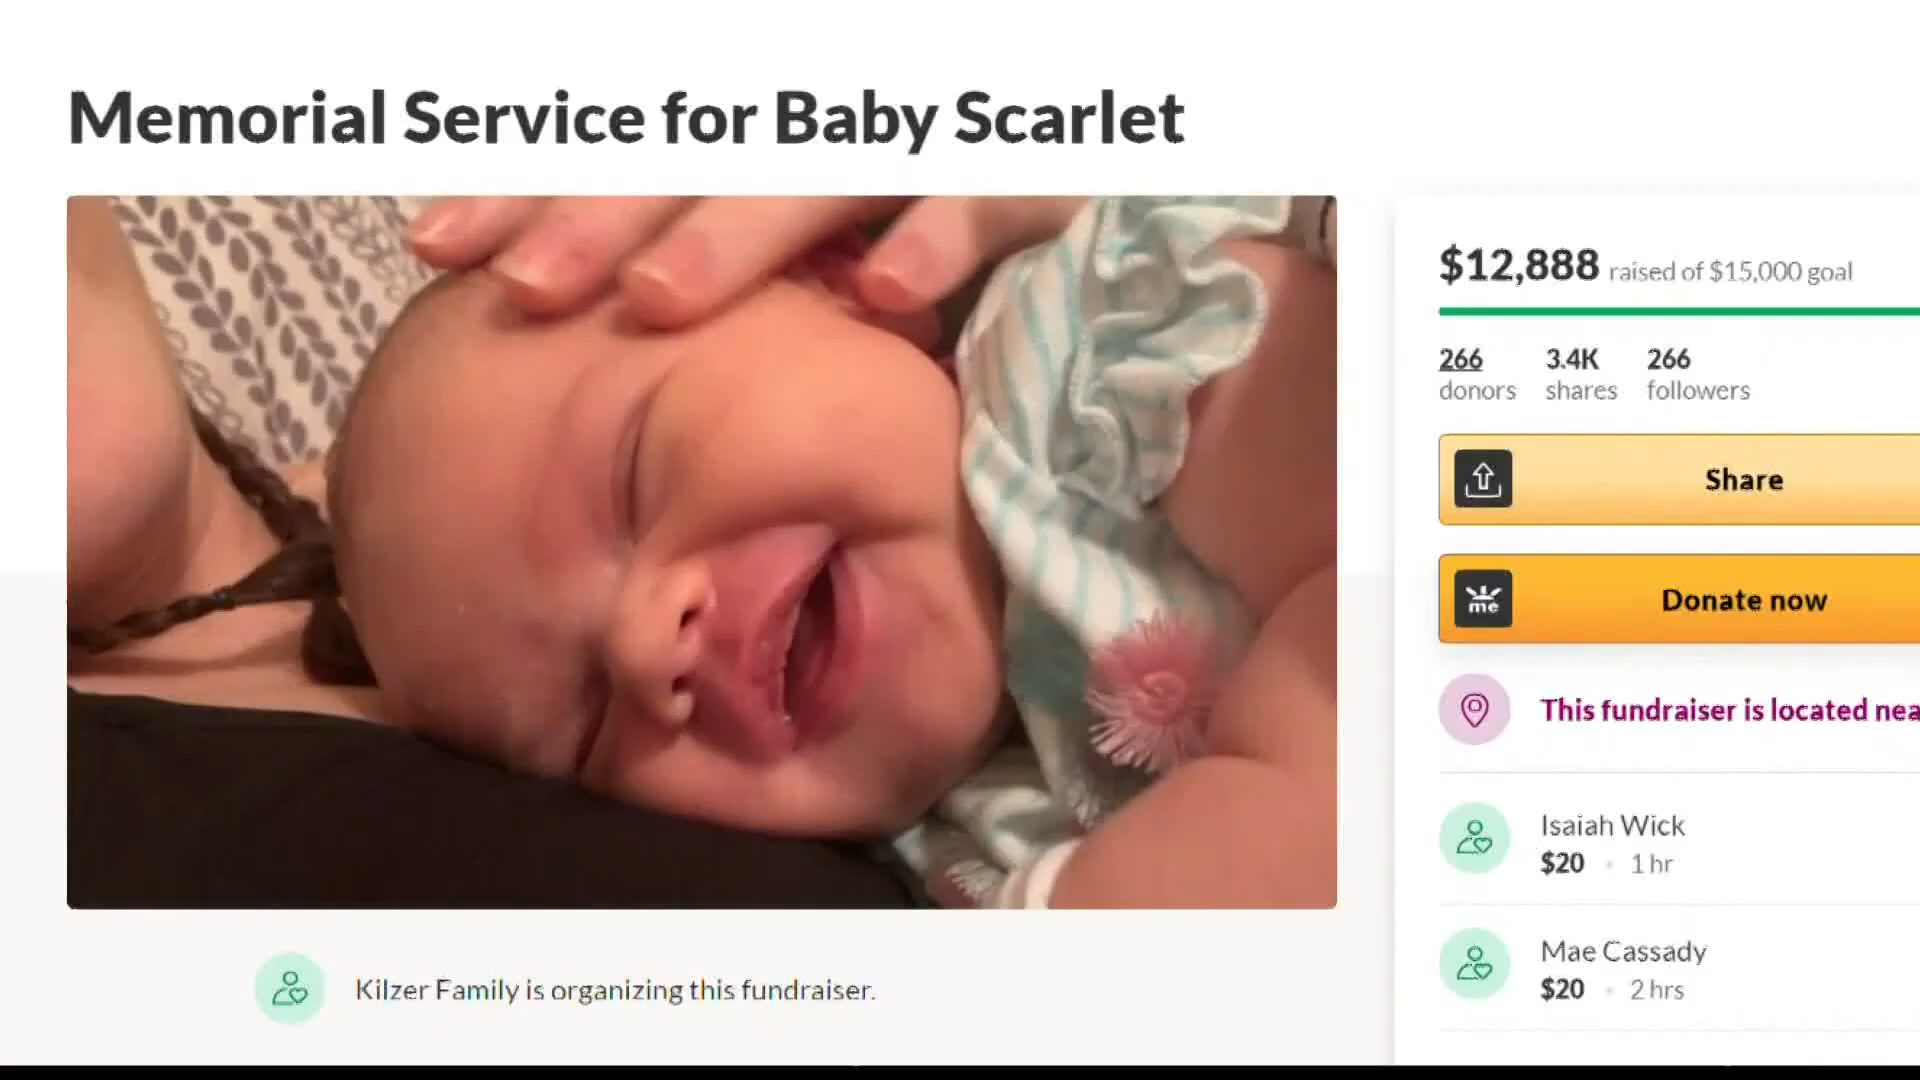 Memorial Service for Baby Scarlet
$12,888 raised of $15,000 goal
266 3.4K 266
donors shares followers
Share
me Donate now
This fundraiser is located
Isaiah Wick
$20 • 1 hr
Mae Cassady
$20 • 2 hrs
Kilzer Family is organizing this fundraiser.